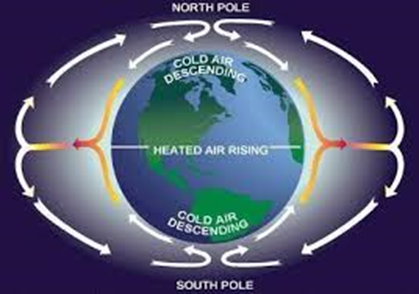 NORTH POLE
COLD AIR
DESCENDING
HEATED AIR RISING
COLD AIR
DESCENDING
SOUTH POLE